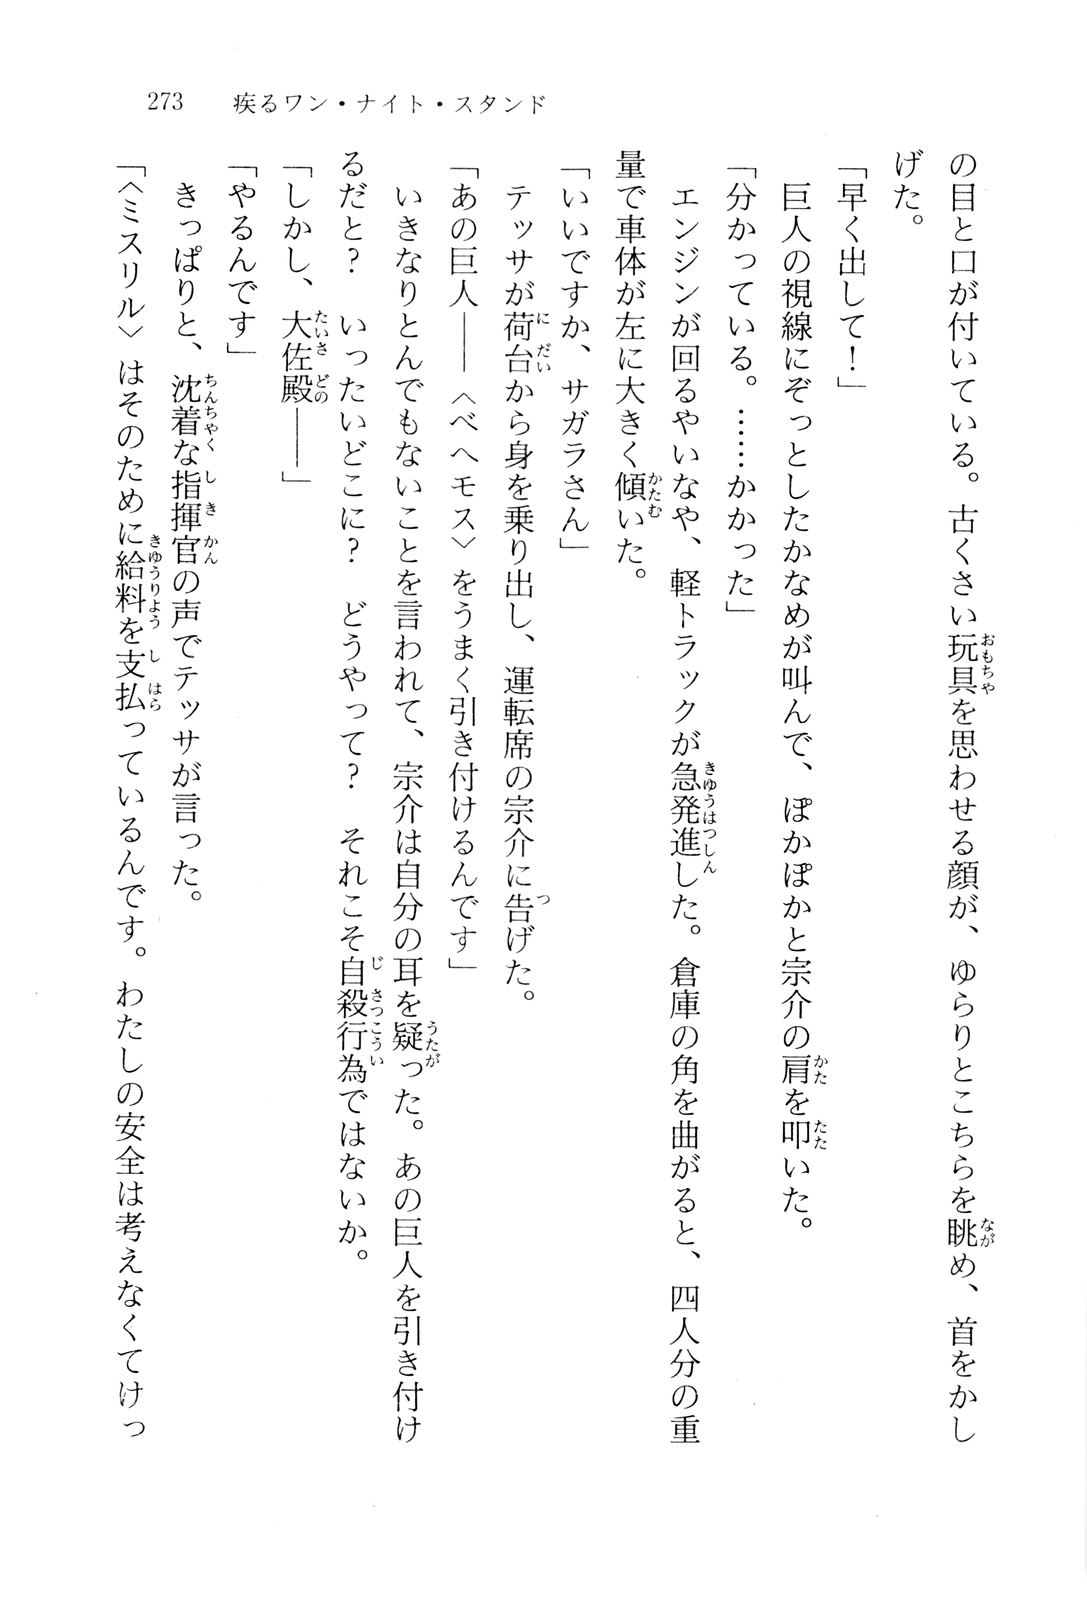 273　疾るワン・ナイト・スタンド
の目と口が付いている。古くさい玩具を思わせる顔が、ゆらりとこちらを眺め、首をかし
げた。
「早く出して！」
巨人の視線にぞっとしたかなめが叫んで、ぽかぽかと宗介の肩を叩いた。
「分かっている。……かかった」
エンジンが回るやいなや、軽トラックが急発進した。倉庫の角を曲がると、四人分の重
量で車体が左に大きく傾いた。
「いいですか、サガラさん」
テッサが荷台から身を乗り出し、運転席の宗介に告げた。
「あの巨人――〈ベヘモス〉をうまく引き付けるんです」
いきなりとんでもないことを言われて、宗介は自分の耳を疑った。あの巨人を引き付け
るだと？　いったいどこに？　どうやって？　それこそ自殺行為ではないか。
「しかし、大佐殿――」
「やるんです」
きっぱりと、沈着な指揮官の声でテッサが言った。
「〈ミスリル〉はそのために給料を支払っているんです。わたしの安全は考えなくてけっ